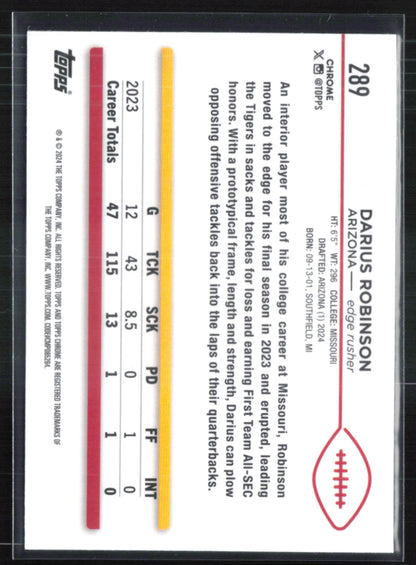 289
CHROME
X @TOPPS
DARIUS ROBINSON
ARIZONA — edge rusher
HT: 6'5" WT: 296 COLLEGE: MISSOURI
DRAFTED: ARIZONA (1) 2024
BORN: 09-13-01, SOUTHFIELD, MI
An interior player most of his college career at Missouri, Robinson
moved to the edge for his final season in 2023 and erupted, leading
the Tigers in sacks and tackles for loss and earning First Team All-SEC
honors. With a prototypical frame, length and strength, Darius can plow
opposing offensive tackles back into the laps of their quarterbacks.
G TCK SCK PD FF INT
2023 12 43 8.5 0 1 0
Career Totals 47 115 13 1 1 0
topps
® & © 2024 THE TOPPS COMPANY, INC. ALL RIGHTS RESERVED. TOPPS AND TOPPS CHROME ARE REGISTERED TRADEMARKS OF
THE TOPPS COMPANY, INC. WWW.TOPPS.COM. CODE#CMP086284.